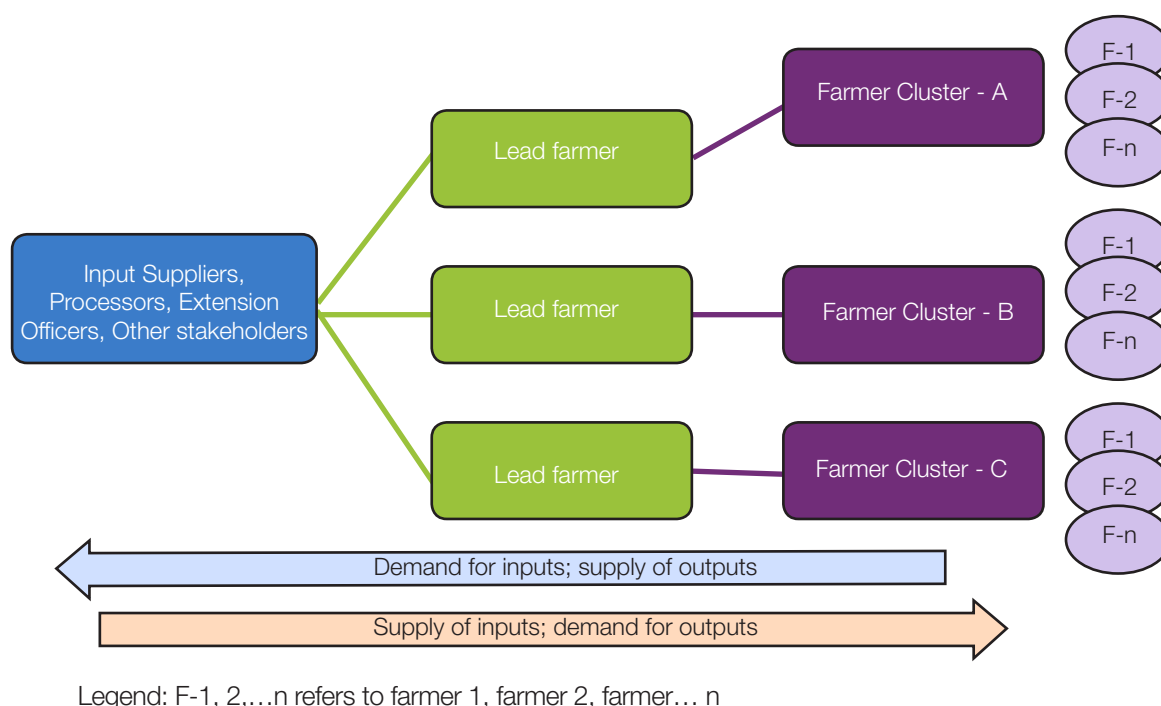 F-1
Farmer Cluster - A
F-2
Lead farmer
F-n
F-1
Input Suppliers,
Processors, Extension
Officers, Other stakeholders
Lead farmer
Farmer Cluster - B
F-2
F-n
F-1
Lead farmer
Farmer Cluster - C
F-2
F-n
Demand for inputs; supply of outputs
Supply of inputs; demand for outputs
Legend: F-1, 2,...n refers to farmer 1, farmer 2, farmer... n